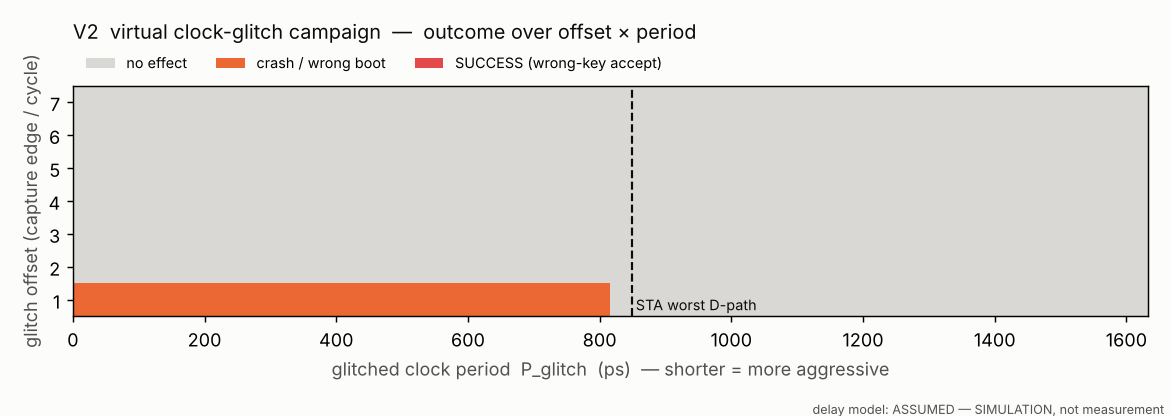 V2 virtual clock-glitch campaign — outcome over offset × period
no effect
crash / wrong boot
SUCCESS (wrong-key accept)
glitch offset (capture edge / cycle)
7
6
5
4
3
2
1
STA worst D-path
0 200 400 600 800 1000 1200 1400 1600
glitched clock period P_glitch (ps) — shorter = more aggressive
delay model: ASSUMED — SIMULATION, not measurement